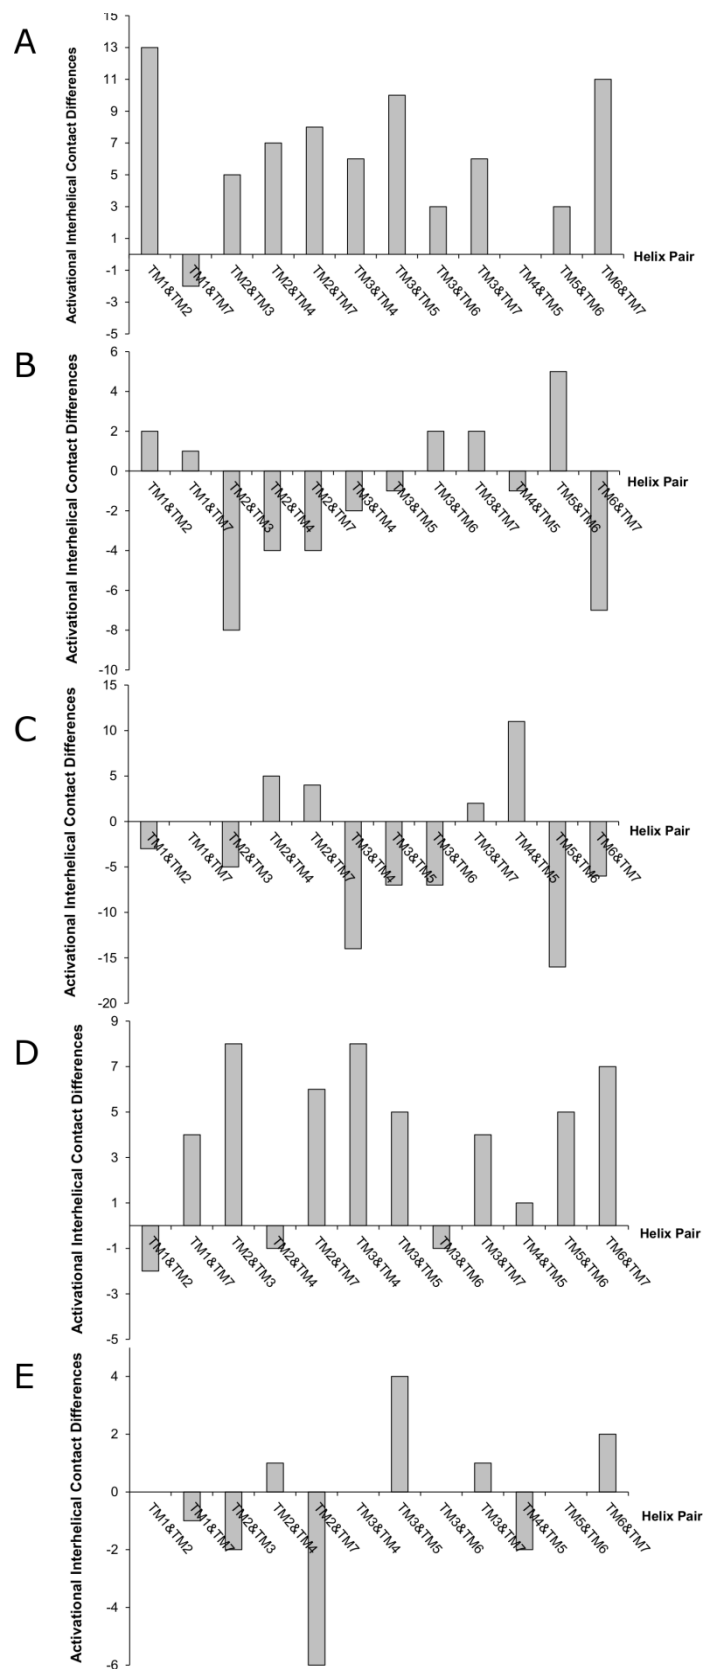 A
Activational Interhelical Contact Differences
15
13
11
9
7
5
3
1
-1
-3
-5
Helix Pair
TM1&TM2
TM1&TM7
TM2&TM3
TM2&TM4
TM2&TM7
TM3&TM4
TM3&TM5
TM3&TM6
TM3&TM7
TM4&TM5
TM5&TM6
TM6&TM7
B
Activational Interhelical Contact Differences
6
4
2
0
-2
-4
-6
-8
-10
Helix Pair
TM1&TM2
TM1&TM7
TM2&TM3
TM2&TM4
TM2&TM7
TM3&TM4
TM3&TM5
TM3&TM6
TM3&TM7
TM4&TM5
TM5&TM6
TM6&TM7
C
Activational Interhelical Contact Differences
15
10
5
0
-5
-10
-15
-20
Helix Pair
TM1&TM2
TM1&TM7
TM2&TM3
TM2&TM4
TM2&TM7
TM3&TM4
TM3&TM5
TM3&TM6
TM3&TM7
TM4&TM5
TM5&TM6
TM6&TM7
D
Activational Interhelical Contact Differences
9
7
5
3
1
-1
-3
-5
Helix Pair
TM1&TM2
TM1&TM7
TM2&TM3
TM2&TM4
TM2&TM7
TM3&TM4
TM3&TM5
TM3&TM6
TM3&TM7
TM4&TM5
TM5&TM6
TM6&TM7
E
Activational Interhelical Contact Differences
4
2
0
-2
-4
-6
Helix Pair
TM1&TM2
TM1&TM7
TM2&TM3
TM2&TM4
TM2&TM7
TM3&TM4
TM3&TM5
TM3&TM6
TM3&TM7
TM4&TM5
TM5&TM6
TM6&TM7